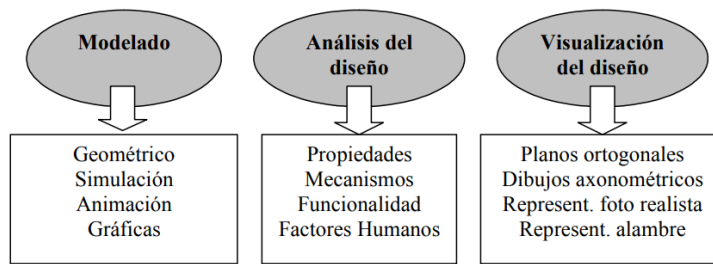 Modelado
Análisis del
diseño
Visualización
del diseño
Geométrico
Simulación
Animación
Gráficas
Propiedades
Mecanismos
Funcionalidad
Factores Humanos
Planos ortogonales
Dibujos axonométricos
Represent. foto realista
Represent. alambre